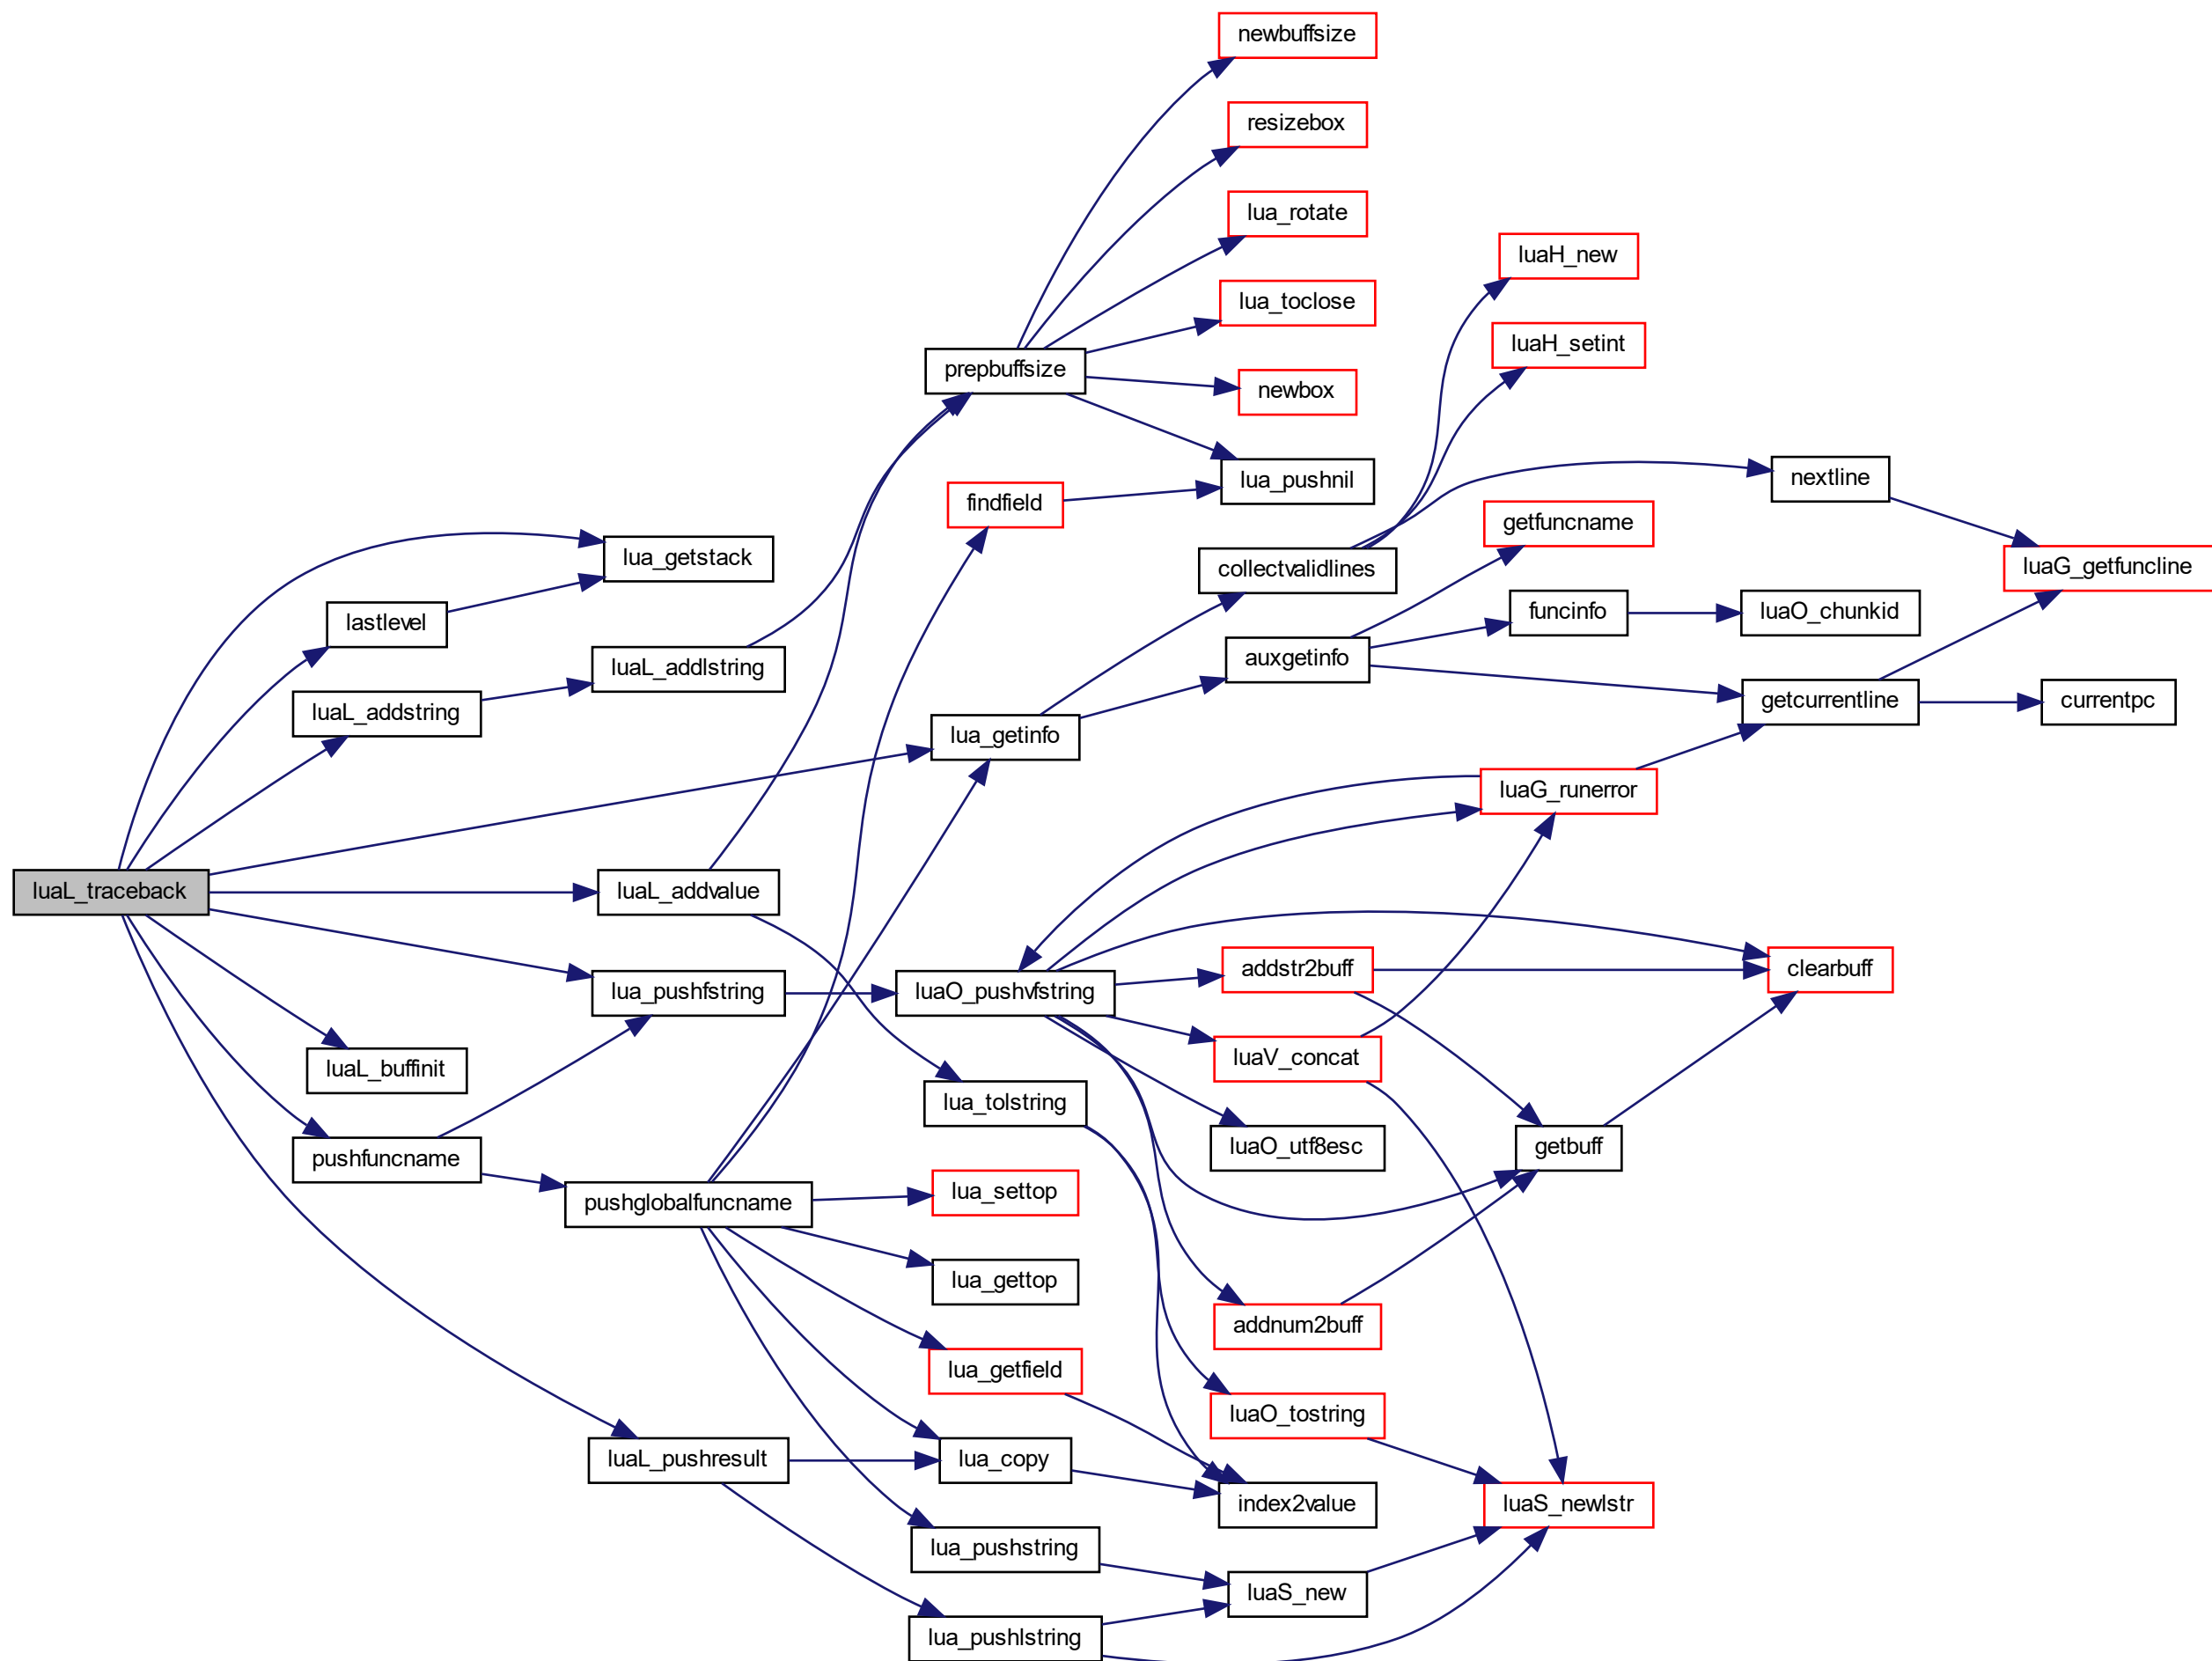 newbuffsize
resizebox
lua_rotate
luaH_new
lua_toclose
luaH_setint
prepbuffsize
newbox
lua_pushnil
nextline
findfield
getfuncname
lua_getstack
collectvalidlines
luaG_getfuncline
lastlevel
funcinfo
luaO_chunkid
luaL_addlstring
auxgetinfo
luaL_addstring
getcurrentline
currentpc
lua_getinfo
luaG_runerror
luaL_traceback
luaL_addvalue
addstr2buff
clearbuff
lua_pushfstring
luaO_pushvfstring
luaV_concat
luaL_buffinit
lua_tolstring
luaO_utf8esc
getbuff
pushfuncname
pushglobalfuncname
lua_settop
lua_gettop
addnum2buff
lua_getfield
luaO_tostring
luaL_pushresult
lua_copy
index2value
luaS_newlstr
lua_pushstring
luaS_new
lua_pushlstring